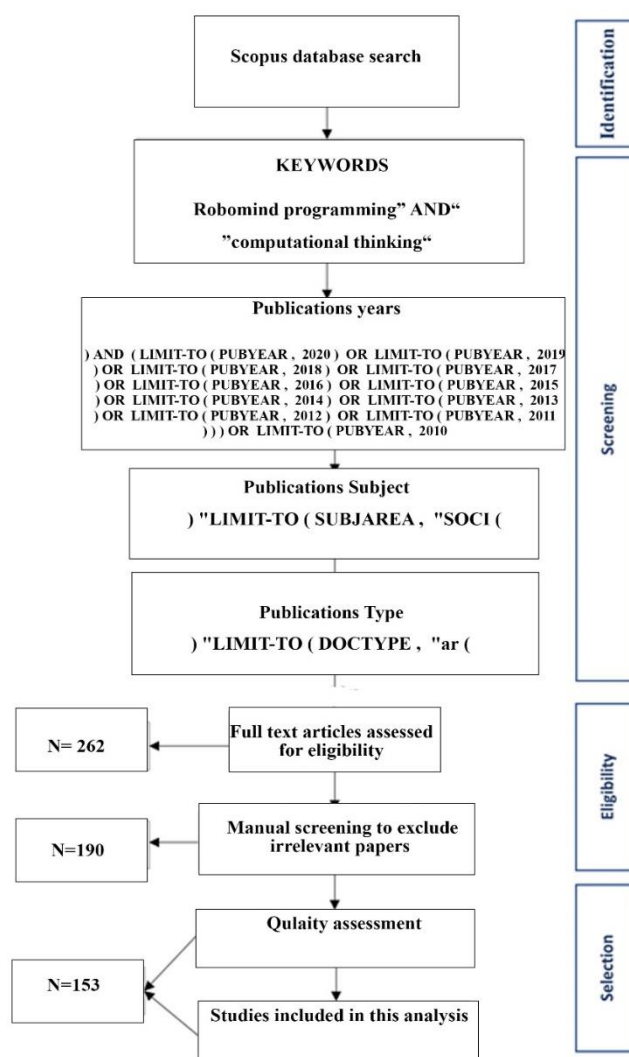 Scopus database search
Identification
KEYWORDS
Robomind programming” AND“
”computational thinking“
Publications years
) AND ( LIMIT-TO ( PUBYEAR , 2020 ) OR LIMIT-TO ( PUBYEAR , 2019
) OR LIMIT-TO ( PUBYEAR , 2018 ) OR LIMIT-TO ( PUBYEAR , 2017
) OR LIMIT-TO ( PUBYEAR , 2016 ) OR LIMIT-TO ( PUBYEAR , 2015
) OR LIMIT-TO ( PUBYEAR , 2014 ) OR LIMIT-TO ( PUBYEAR , 2013
) OR LIMIT-TO ( PUBYEAR , 2012 ) OR LIMIT-TO ( PUBYEAR , 2011
) ) ) OR LIMIT-TO ( PUBYEAR , 2010
Screening
Publications Subject
) "LIMIT-TO ( SUBJAREA , "SOCI (
Publications Type
) "LIMIT-TO ( DOCTYPE , "ar (
Full text articles assessed
for eligibility
N= 262
Eligibility
Manual screening to exclude
irrelevant papers
N=190
Qulaity assessment
N=153
Selection
Studies included in this analysis